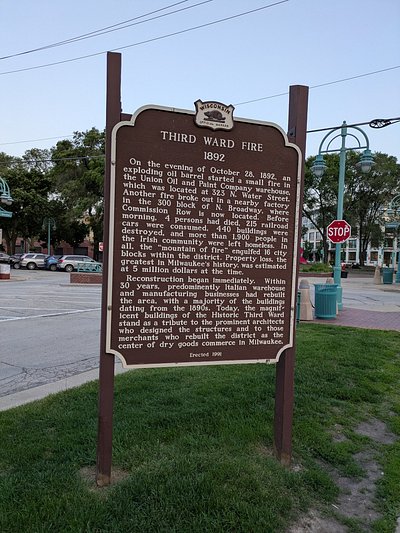 WISCONSIN
OFFICIAL MARKER
THIRD WARD FIRE
1892
On the evening of October 28, 1892, an
exploding oil barrel started a small fire in
the Union Oil and Paint Company warehouse,
which was located at 323 N. Water Street.
Another fire broke out in a nearby factory
in the 300 block of N. Broadway, where
Commission Row is now located. Before
morning, 4 persons had died, 215 railroad
cars were consumed, 440 buildings were
destroyed, and more than 1,900 people in
the Irish community were left homeless. In
all, the "mountain of fire" engulfed 16 city
blocks within the district. Property lost, the
greatest in Milwaukee's history, was estimated
at 5 million dollars at the time.
Reconstruction began immediately. Within
30 years, predominently Italian warehouse
and manufacturing businesses had rebuilt
the area, with a majority of the buildings
dating from the 1890s. Today, the magnif-
icent buildings of the Historic Third Ward
stand as a tribute to the prominent architects
who designed the structures and to those
merchants who rebuilt the district as the
center of dry goods commerce in Milwaukee.
Erected 1991
STOP